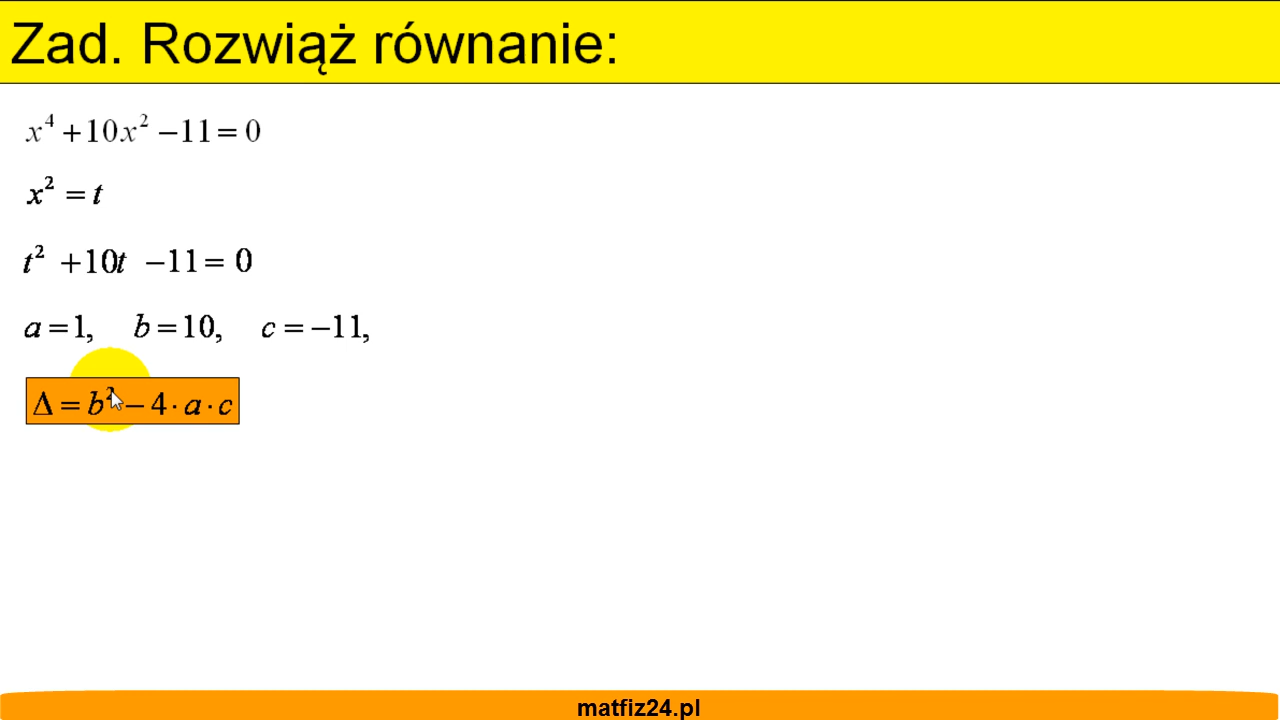 Zad. Rozwiąż równanie:
x⁴ +10x² −11= 0
x² = t
t² +10t −11= 0
a =1, b =10, c = −11,
Δ = b² − 4 · a · c
matfiz24.pl